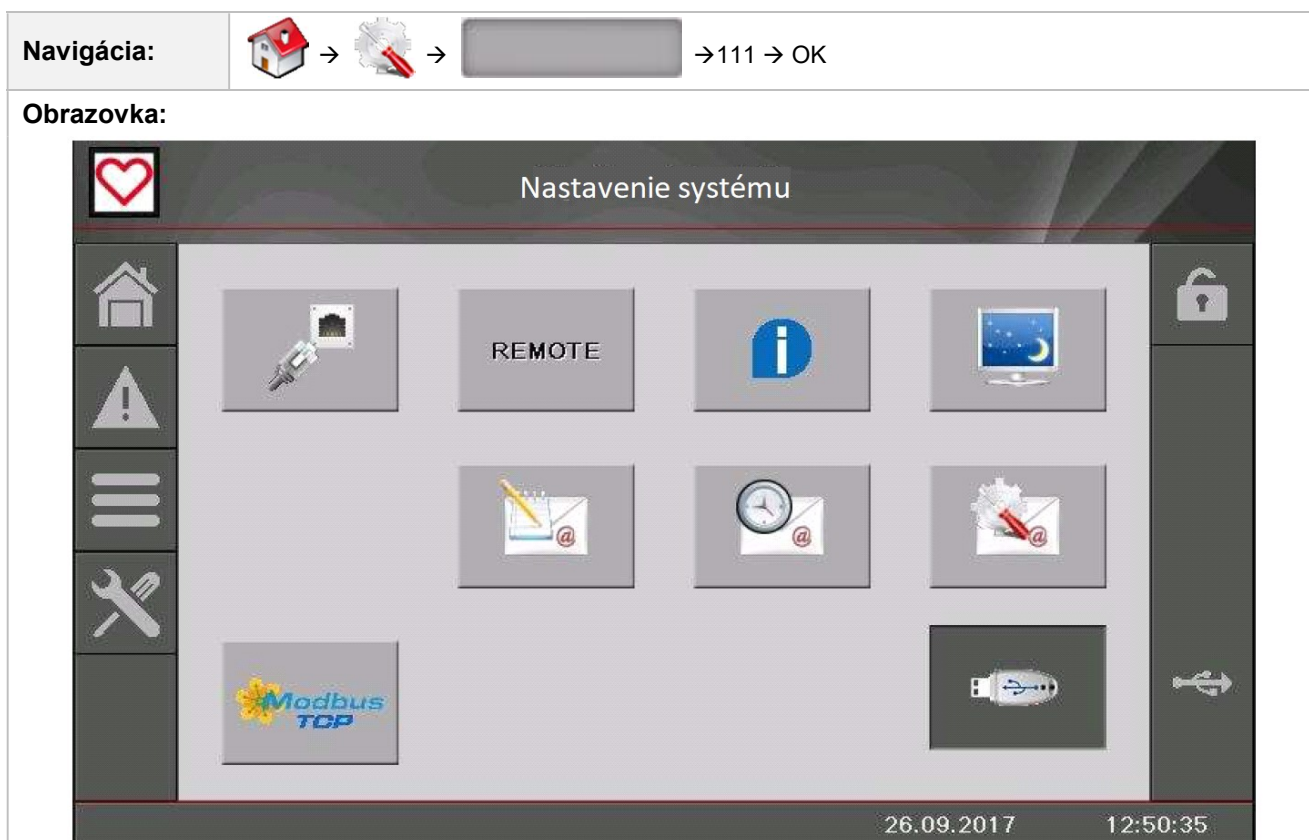 Navigácia: → → →111 → OK
Obrazovka:
Nastavenie systému
REMOTE
i
@ @ @
Modbus
TCP
26.09.2017 12:50:35